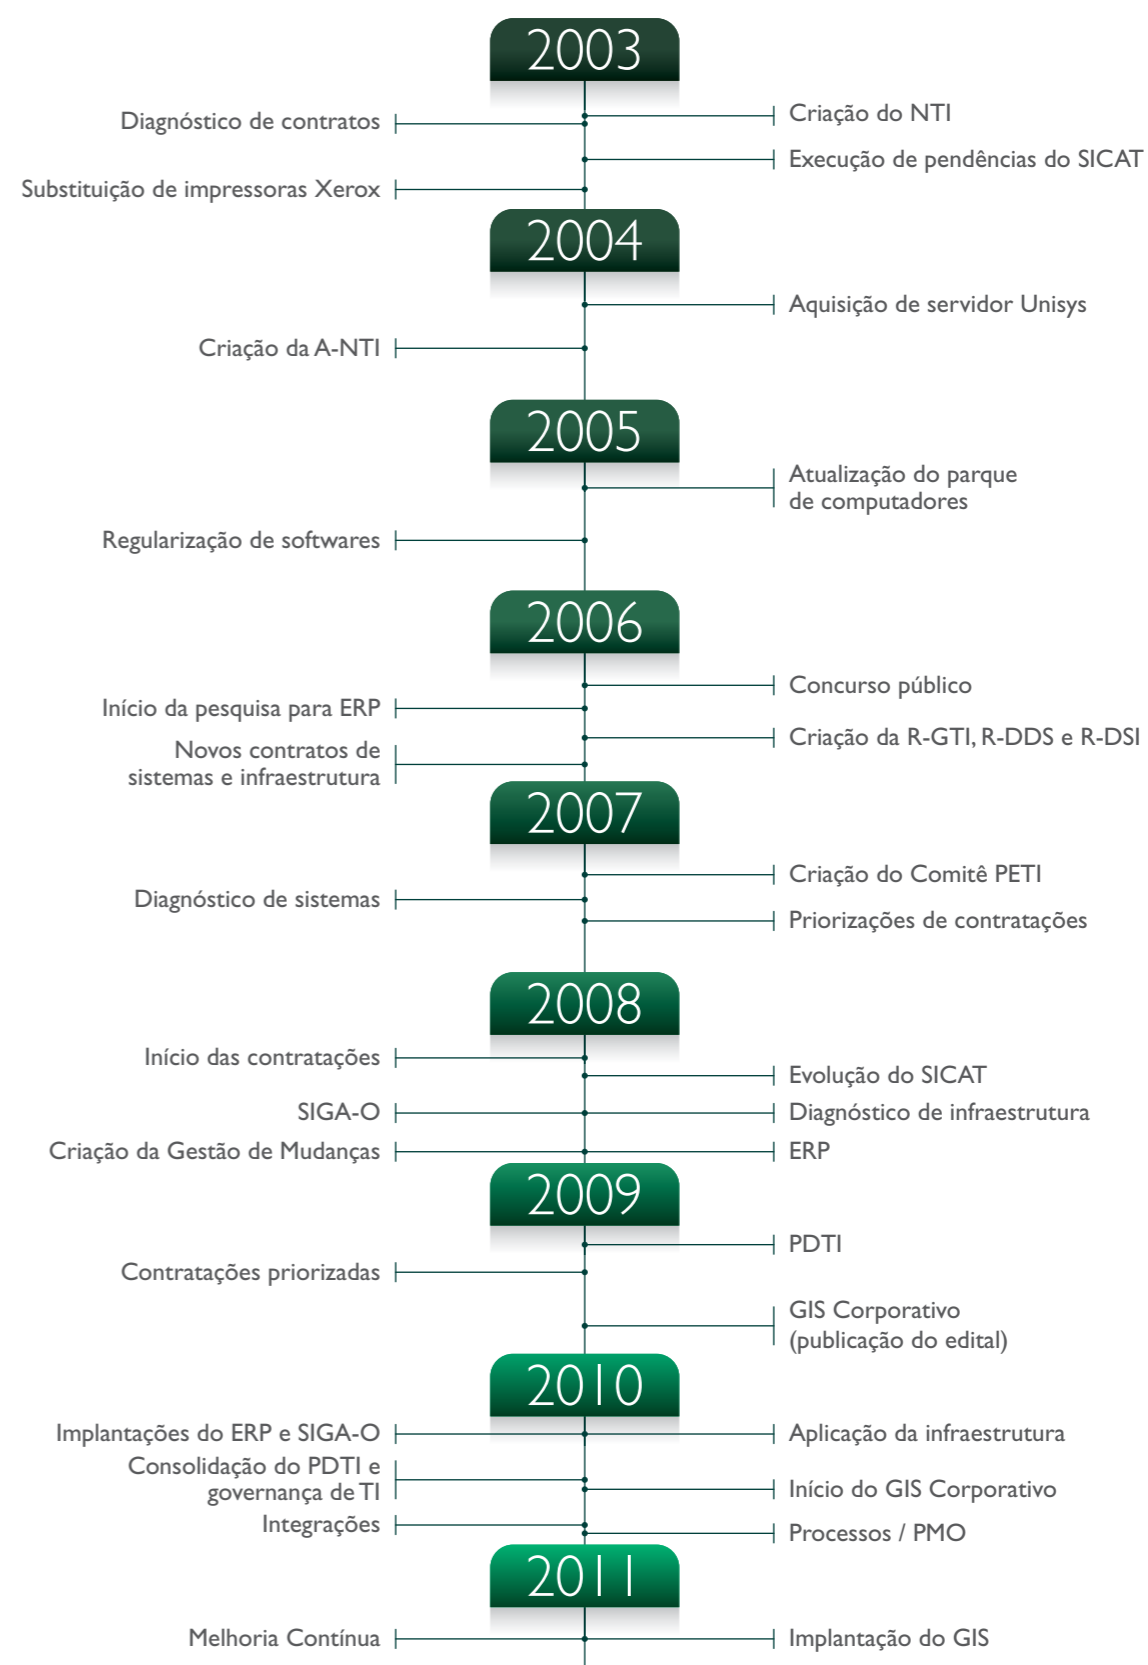 2003
Criação do NTI
Diagnóstico de contratos
Execução de pendências do SICAT
Substituição de impressoras Xerox
2004
Aquisição de servidor Unisys
Criação da A-NTI
2005
Atualização do parque
de computadores
Regularização de softwares
2006
Concurso público
Início da pesquisa para ERP
Criação da R-GTI, R-DDS e R-DSI
Novos contratos de
sistemas e infraestrutura
2007
Criação do Comitê PETI
Diagnóstico de sistemas
Priorizações de contratações
2008
Início das contratações
Evolução do SICAT
SIGA-O
Diagnóstico de infraestrutura
Criação da Gestão de Mudanças
ERP
2009
PDTI
Contratações priorizadas
GIS Corporativo
(publicação do edital)
2010
Implantações do ERP e SIGA-O
Aplicação da infraestrutura
Consolidação do PDTI e
governança de TI
Início do GIS Corporativo
Integrações
Processos / PMO
2011
Melhoria Contínua
Implantação do GIS